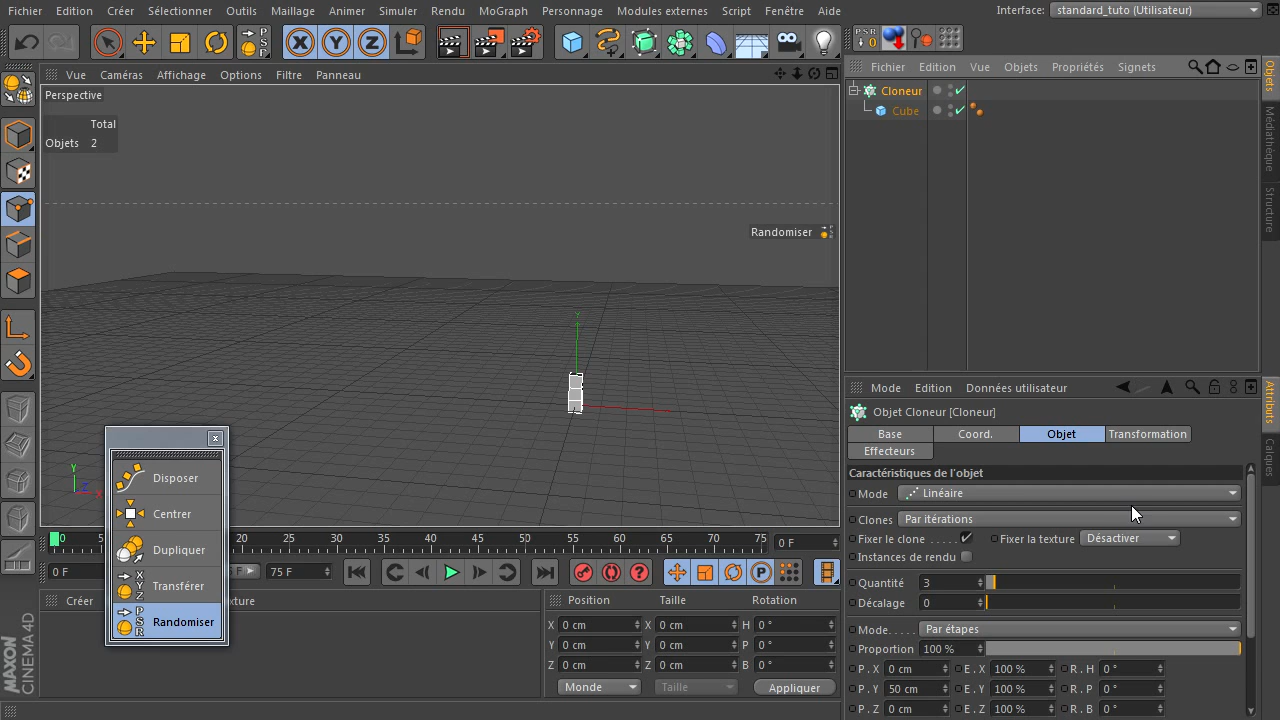 Fichier Edition Créer Sélectionner Outils Maillage Animer Simuler Rendu MoGraph Personnage Modules externes Script Fenêtre Aide Interface: standard_tuto (Utilisateur)
PSR
PSR 0
X Y Z
Vue Caméras Affichage Options Filtre Panneau
Fichier Edition Vue Objets Propriétés Signets
Perspective
Total
Objets 2
Randomiser
Y
Y
Z X
Cloneur
Cube
Objets
Médiathèque
Structure
Mode Edition Données utilisateur
Objet Cloneur [Cloneur]
Base Coord. Objet Transformation
Effecteurs
Caractéristiques de l'objet
Mode Linéaire
Clones Par itérations
Fixer le clone Fixer la texture Désactiver
Instances de rendu
Quantité 3
Décalage 0
Mode Par étapes
Proportion 100 %
P.X 0 cm E.X 100 % R.H 0 °
P.Y 50 cm E.Y 100 % R.P 0 °
P.Z 0 cm E.Z 100 % R.B 0 °
Attributs
Calques
x
Disposer
Centrer
Dupliquer
XYZ Transférer
PSR Randomiser
0 5 20 25 30 35 40 45 50 55 60 65 70 75 0 F
0 F F 75 F P
Créer xture
Position Taille Rotation
X 0 cm X 0 cm H 0 °
Y 0 cm Y 0 cm P 0 °
Z 0 cm Z 0 cm B 0 °
Monde Taille Appliquer
MAXON CINEMA 4D